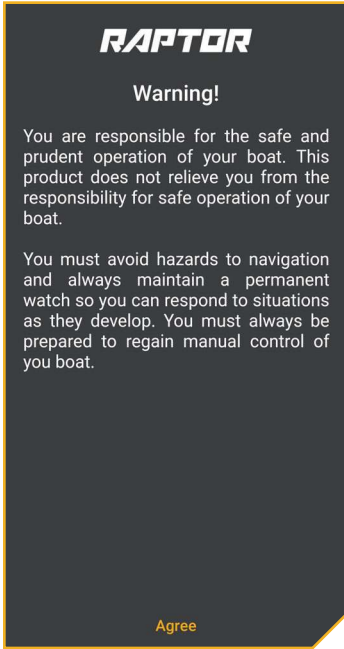 RAPTOR
Warning!
You are responsible for the safe and
prudent operation of your boat. This
product does not relieve you from the
responsibility for safe operation of your
boat.
You must avoid hazards to navigation
and always maintain a permanent
watch so you can respond to situations
as they develop. You must always be
prepared to regain manual control of
you boat.
Agree